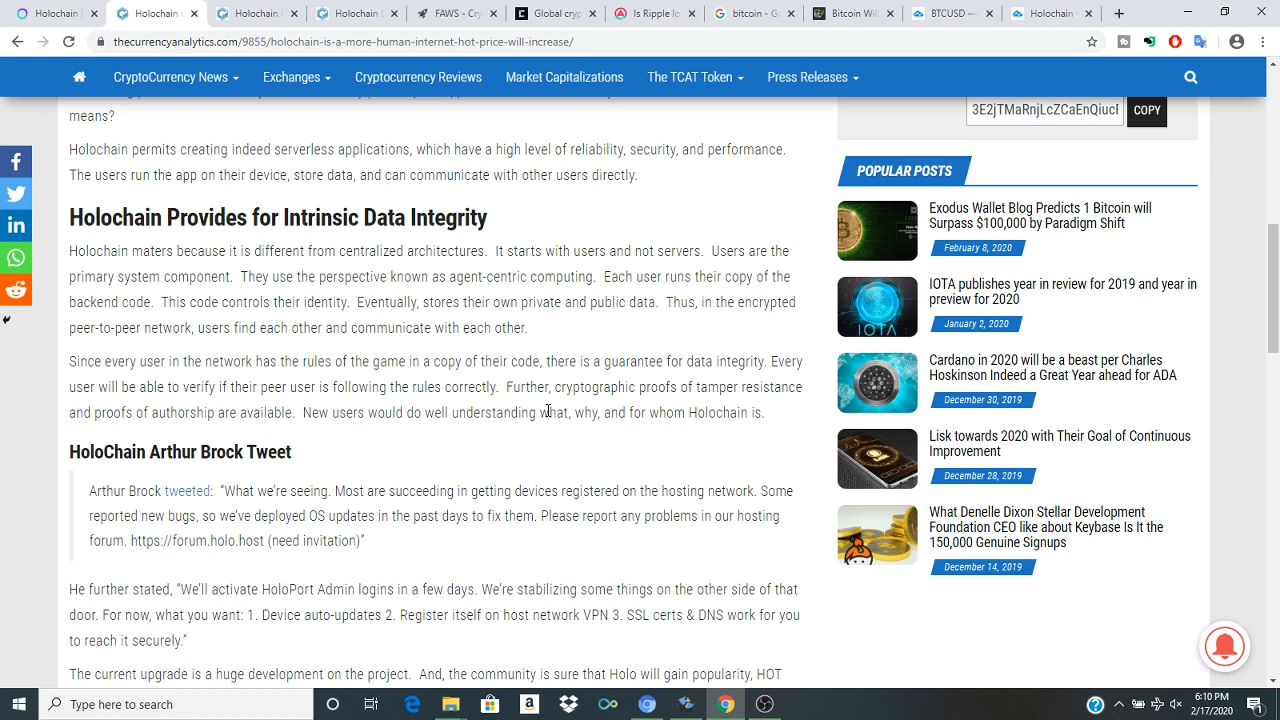 Holochain
Holochain
Holochain
Holochain
FAWS - Cry
Global cryp
Is Ripple lo
Bitcoin - Go
Bitcoin Will
BTCUSD —
Holochain
thecurrencyanalytics.com/9855/holochain-is-a-more-human-internet-hot-price-will-increase/
CryptoCurrency News
Exchanges
Cryptocurrency Reviews
Market Capitalizations
The TCAT Token
Press Releases
means?
Holochain permits creating indeed serverless applications, which have a high level of reliability, security, and performance.
The users run the app on their device, store data, and can communicate with other users directly.
Holochain Provides for Intrinsic Data Integrity
Holochain maters because it is different from centralized architectures. It starts with users and not servers. Users are the
primary system component. They use the perspective known as agent-centric computing. Each user runs their copy of the
backend code. This code controls their identity. Eventually, stores their own private and public data. Thus, in the encrypted
peer-to-peer network, users find each other and communicate with each other.
Since every user in the network has the rules of the game in a copy of their code, there is a guarantee for data integrity. Every
user will be able to verify if their peer user is following the rules correctly. Further, cryptographic proofs of tamper resistance
and proofs of authorship are available. New users would do well understanding what, why, and for whom Holochain is.
HoloChain Arthur Brock Tweet
Arthur Brock tweeted: “What we’re seeing. Most are succeeding in getting devices registered on the hosting network. Some
reported new bugs, so we’ve deployed OS updates in the past days to fix them. Please report any problems in our hosting
forum. https://forum.holo.host (need invitation)”
He further stated, “We’ll activate HoloPort Admin logins in a few days. We’re stabilizing some things on the other side of that
door. For now, what you want: 1. Device auto-updates 2. Register itself on host network VPN 3. SSL certs & DNS work for you
to reach it securely.”
The current upgrade is a huge development on the project. And, the community is sure that Holo will gain popularity, HOT
3E2jTMaRnjLcZCaEnQiucF
COPY
POPULAR POSTS
Exodus Wallet Blog Predicts 1 Bitcoin will
Surpass $100,000 by Paradigm Shift
February 8, 2020
IOTA publishes year in review for 2019 and year in
preview for 2020
January 2, 2020
IOTA
Cardano in 2020 will be a beast per Charles
Hoskinson Indeed a Great Year ahead for ADA
December 30, 2019
Lisk towards 2020 with Their Goal of Continuous
Improvement
December 28, 2019
What Denelle Dixon Stellar Development
Foundation CEO like about Keybase Is It the
150,000 Genuine Signups
December 14, 2019
Type here to search
6:10 PM
2/17/2020